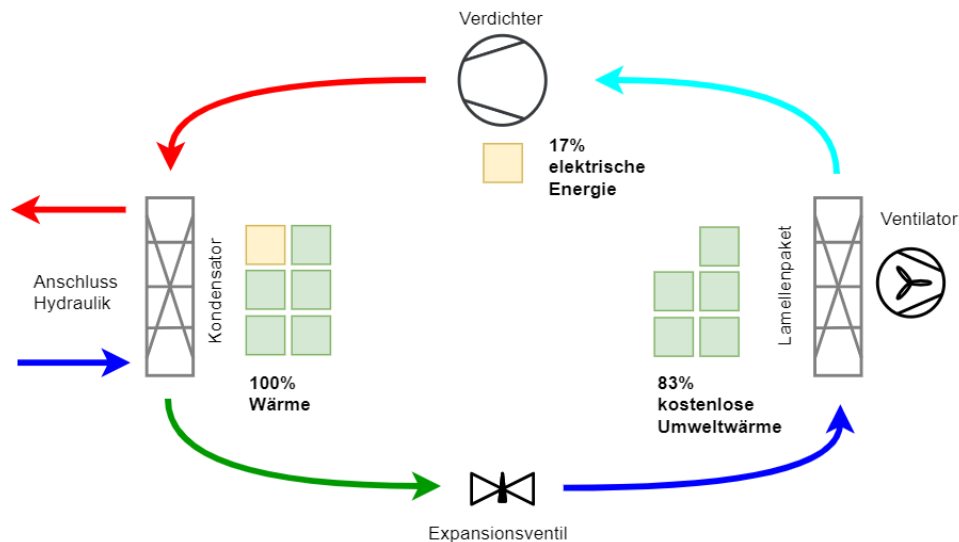 Verdichter
17%
elektrische
Energie
Kondensator
Lamellenpaket
Ventilator
Anschluss
Hydraulik
100%
Wärme
83%
kostenlose
Umweltwärme
Expansionsventil